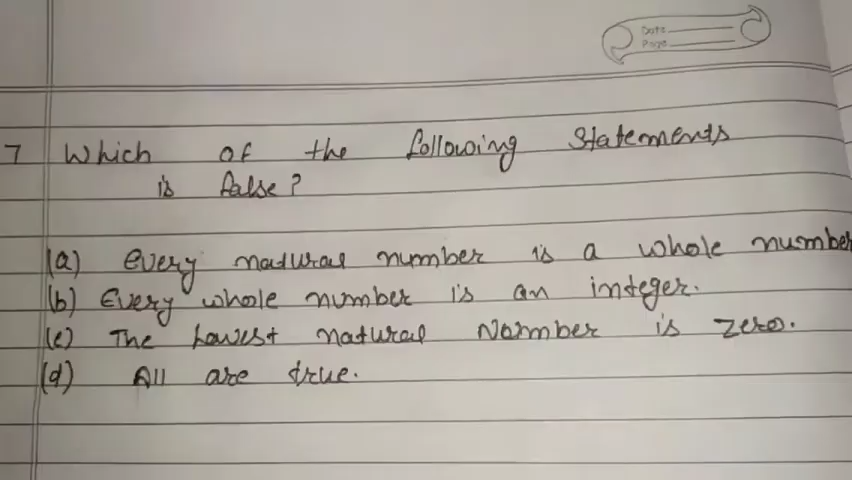 Date
Page
7 Which of the following Statements
is false?
(a) Every natural number is a whole number
(b) Every whole number is an integer.
(c) The Lowest natural Nomber is zero.
(d) All are true.